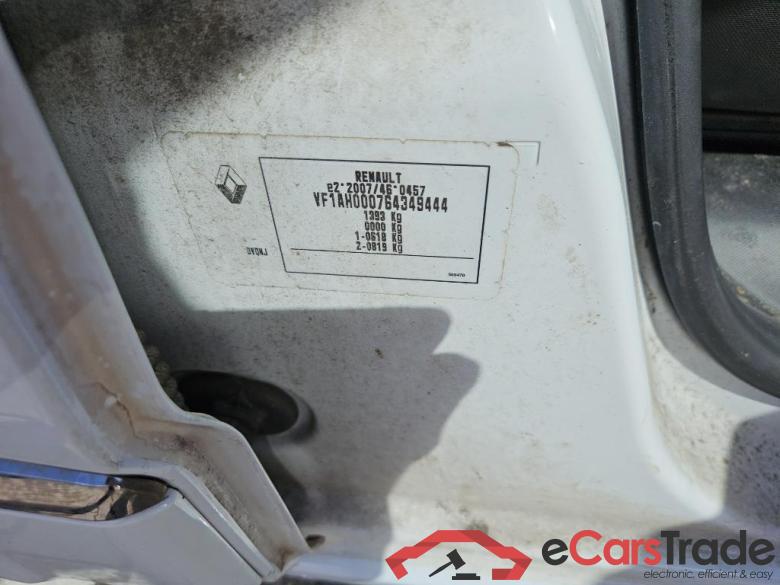 RENAULT
e2*2007/46*0457
VF1AH000764349444
1393 Kg
0000 Kg
1-0618 Kg
2-0819 Kg
eCarsTrade
electronic, efficient & easy